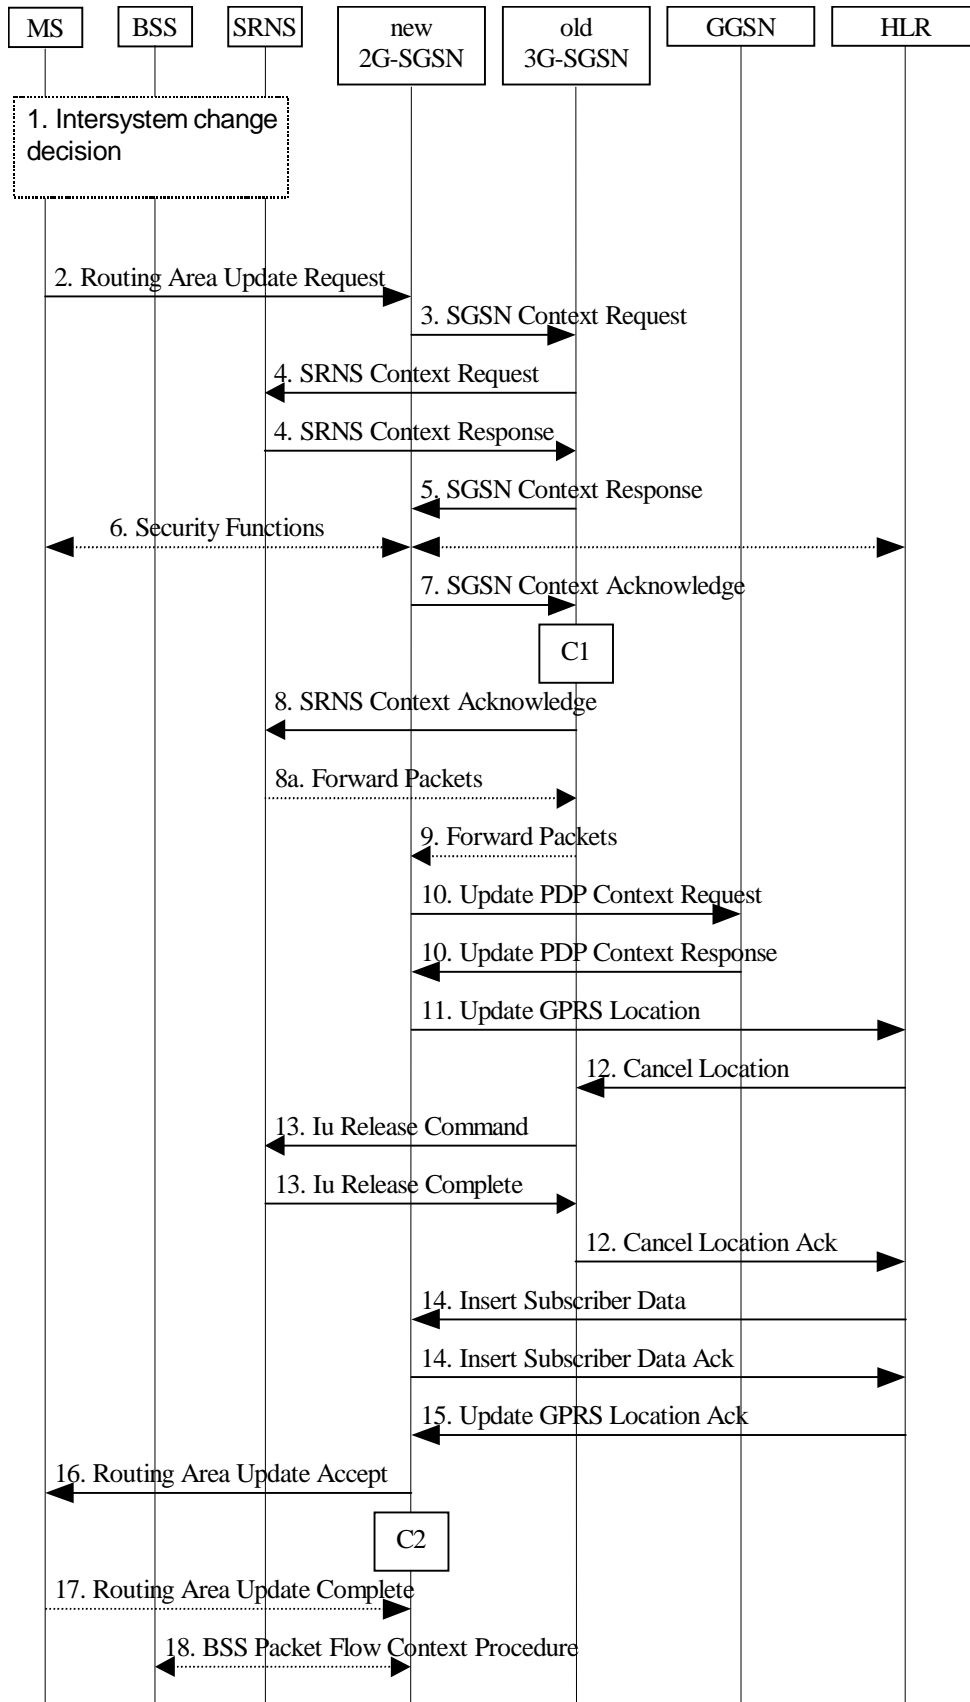 MS
BSS
SRNS
new
2G-SGSN
old
3G-SGSN
GGSN
HLR
1. Intersystem change
decision
2. Routing Area Update Request
3. SGSN Context Request
4. SRNS Context Request
4. SRNS Context Response
5. SGSN Context Response
6. Security Functions
7. SGSN Context Acknowledge
C1
8. SRNS Context Acknowledge
8a. Forward Packets
9. Forward Packets
10. Update PDP Context Request
10. Update PDP Context Response
11. Update GPRS Location
12. Cancel Location
13. Iu Release Command
13. Iu Release Complete
12. Cancel Location Ack
14. Insert Subscriber Data
14. Insert Subscriber Data Ack
15. Update GPRS Location Ack
16. Routing Area Update Accept
C2
17. Routing Area Update Complete
18. BSS Packet Flow Context Procedure